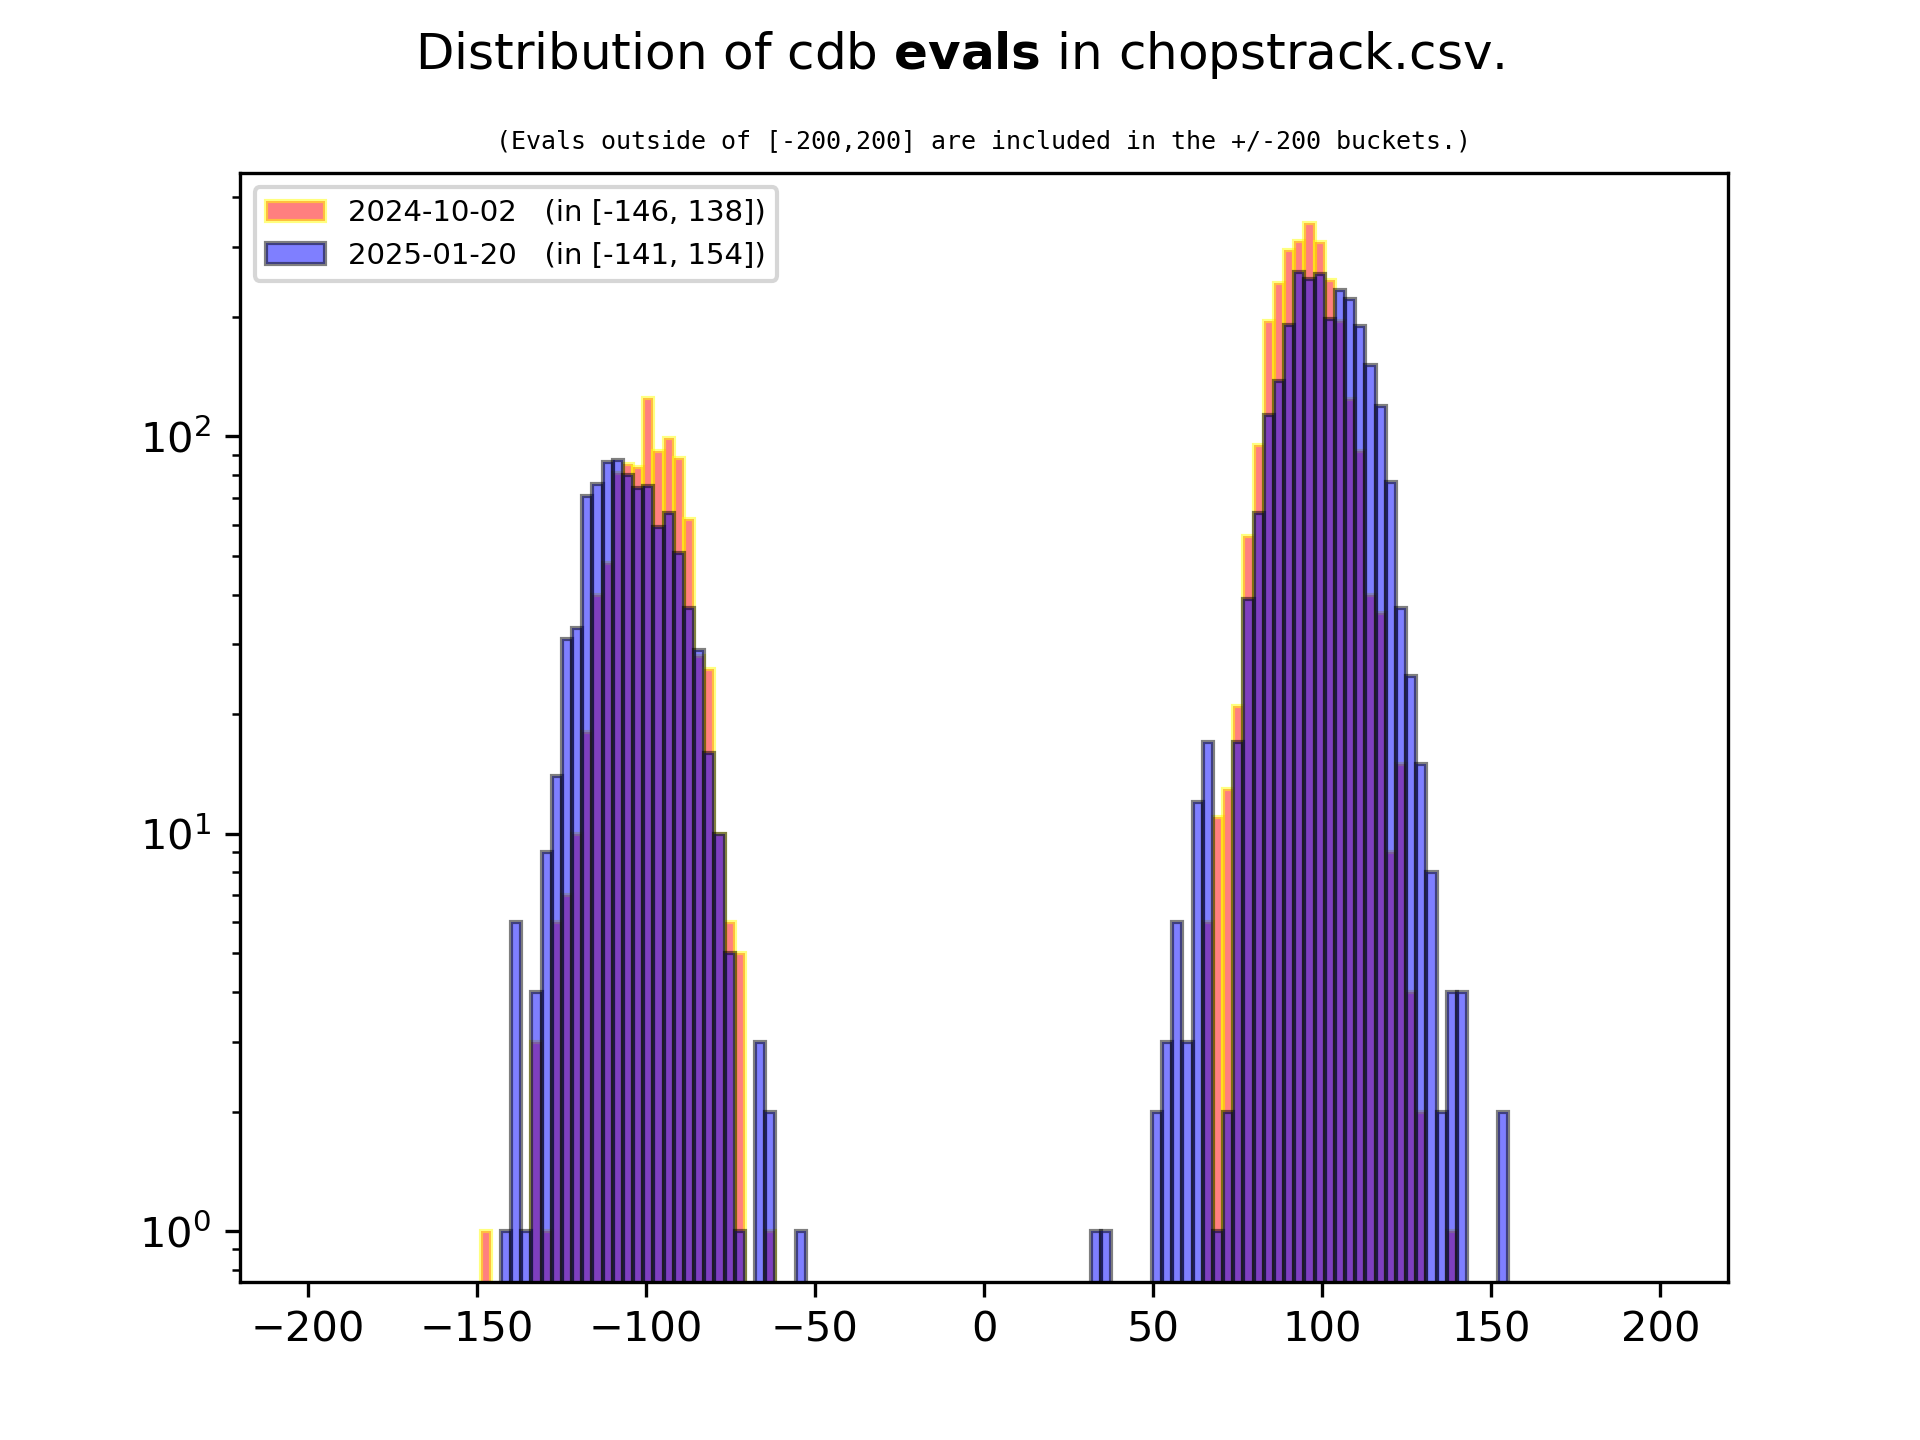 Distribution of cdb evals in chopstrack.csv.
(Evals outside of [-200,200] are included in the +/-200 buckets.)
2024-10-02 (in [-146, 138])
2025-01-20 (in [-141, 154])
10²
10¹
10⁰
−200 −150 −100 −50 0 50 100 150 200